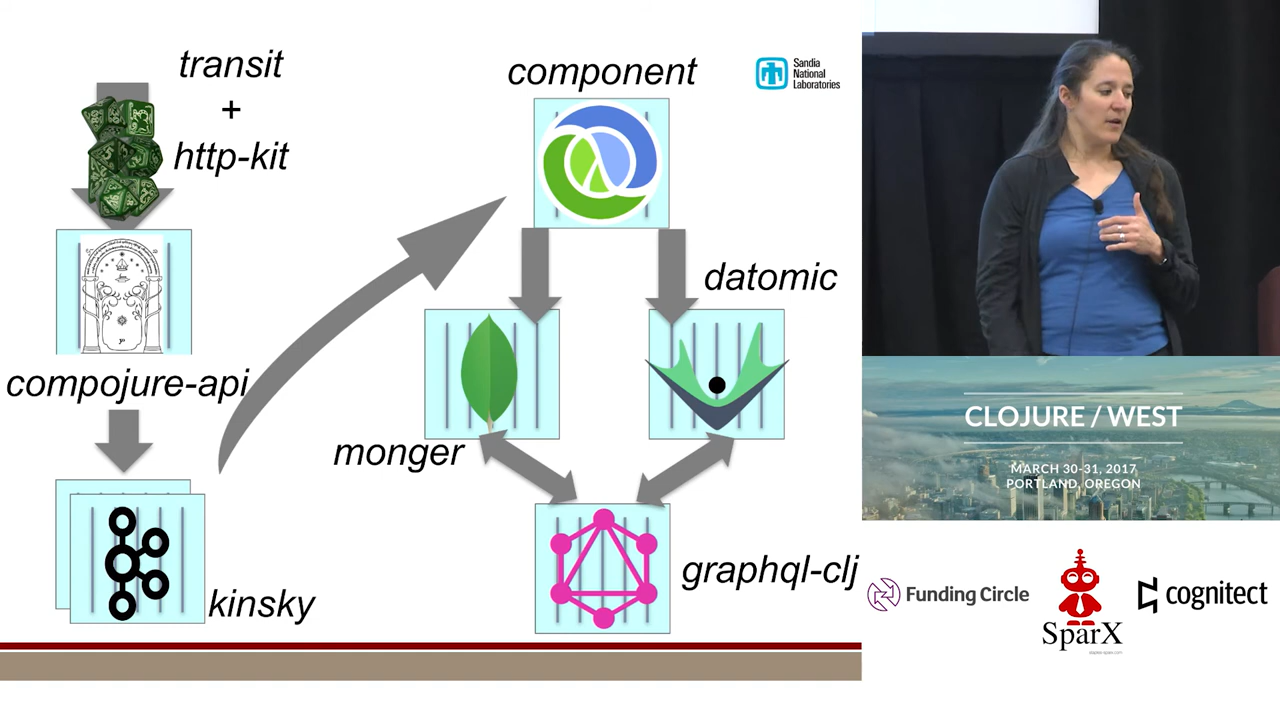 transit
+
http-kit
component
Sandia
National
Laboratories
datomic
compojure-api
monger
kinsky
graphql-clj
CLOJURE / WEST
MARCH 30-31, 2017
PORTLAND, OREGON
Funding Circle
SparX
cognitect